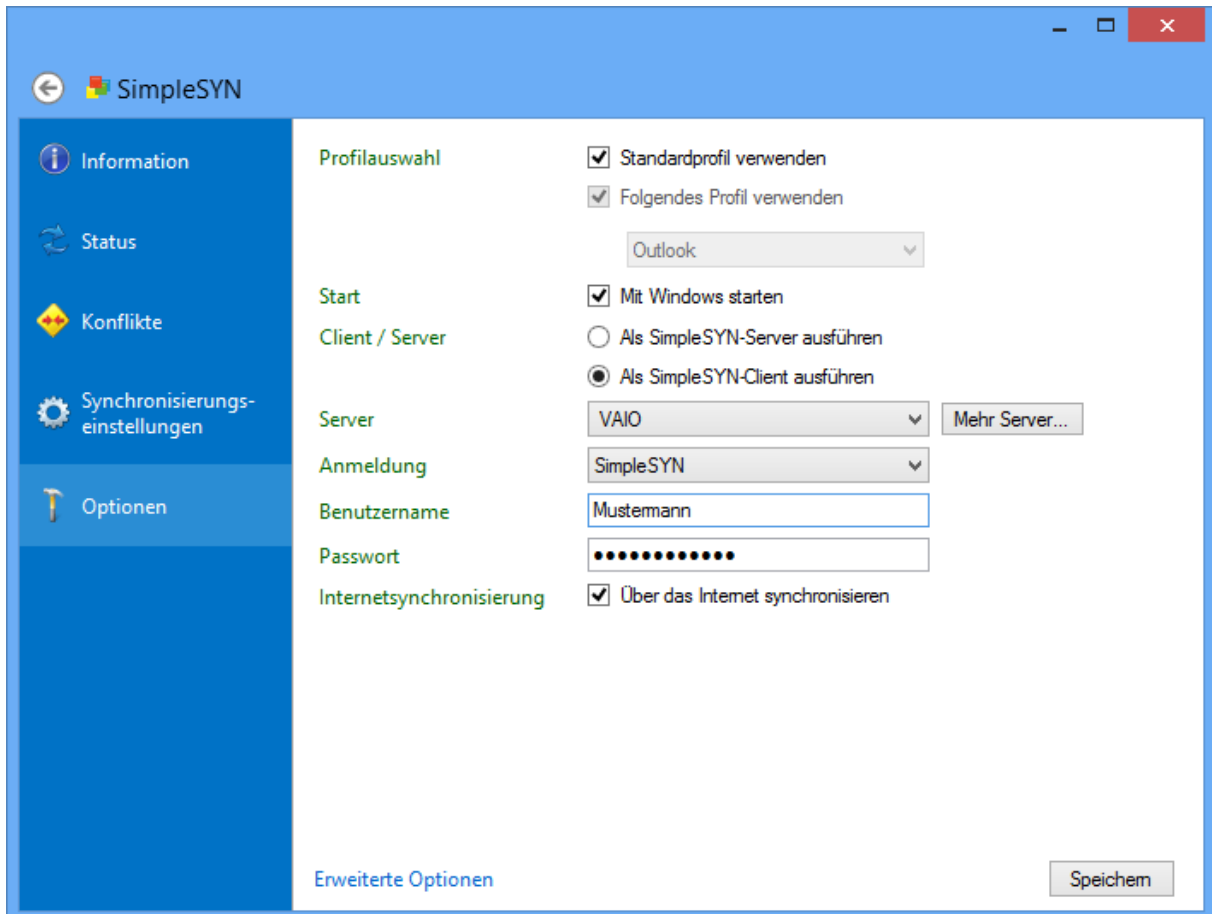 SimpleSYN
Information
Status
Konflikte
Synchronisierungs-
einstellungen
Optionen
Profilauswahl
Standardprofil verwenden
Folgendes Profil verwenden
Outlook
Start
Mit Windows starten
Client / Server
Als SimpleSYN-Server ausführen
Als SimpleSYN-Client ausführen
Server
VAIO
Mehr Server...
Anmeldung
SimpleSYN
Benutzername
Mustermann
Passwort
●●●●●●●●●●●●
Internetsynchronisierung
Über das Internet synchronisieren
Erweiterte Optionen
Speichern